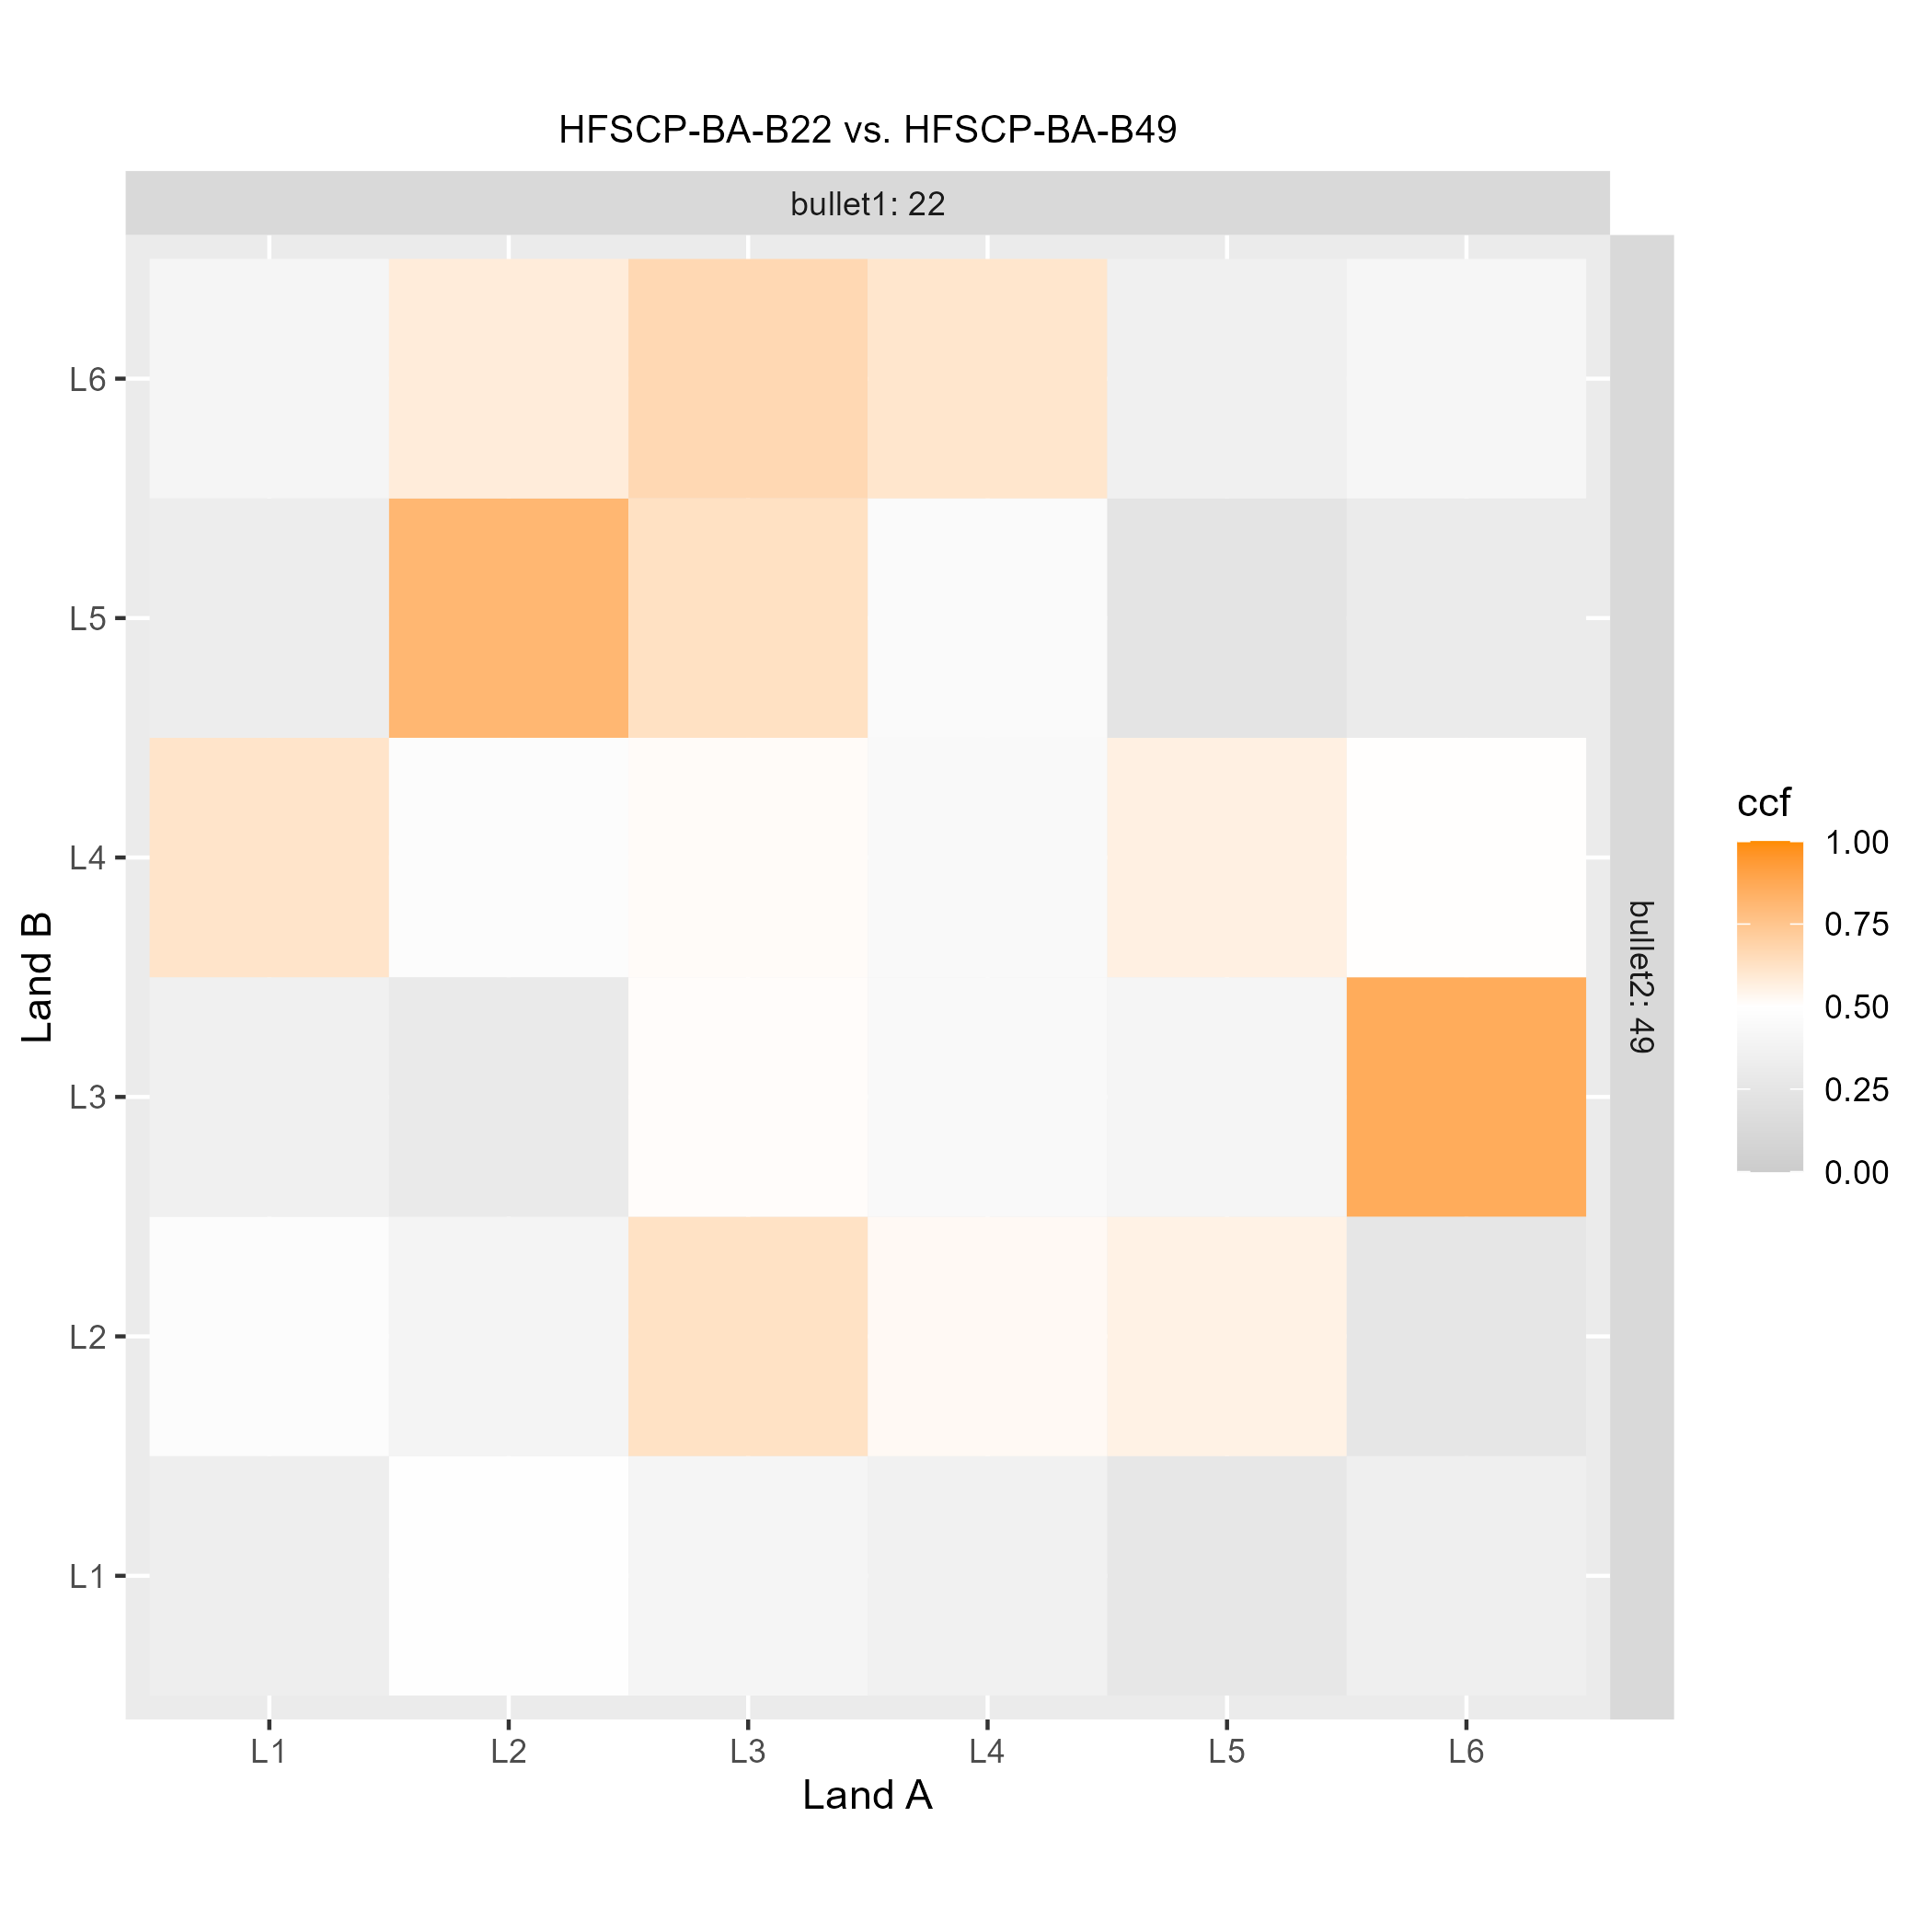 HFSCP-BA-B22 vs. HFSCP-BA-B49
bullet1: 22
L6
L5
L4
L3
L2
L1
Land B
bullet2: 49
ccf
1.00
0.75
0.50
0.25
0.00
L1 L2 L3 L4 L5 L6
Land A